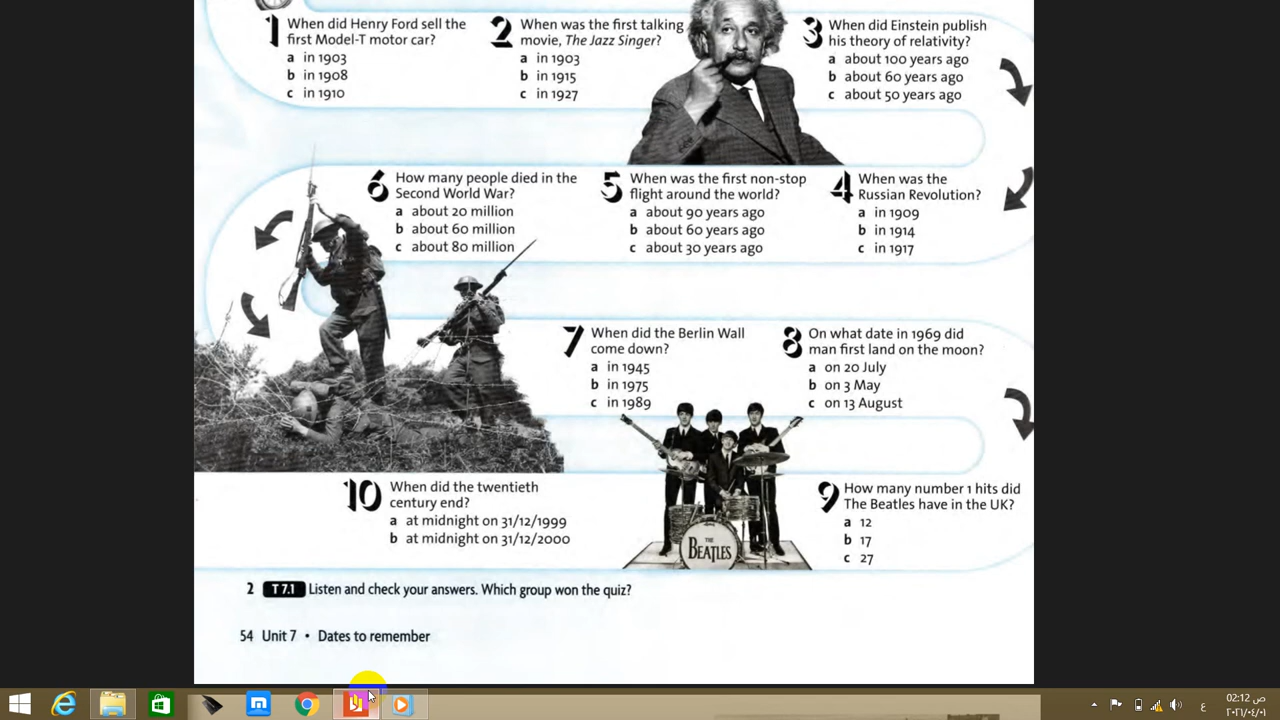 1 When did Henry Ford sell the
first Model-T motor car?
a in 1903
b in 1908
c in 1910
2 When was the first talking
movie, The Jazz Singer?
a in 1903
b in 1915
c in 1927
3 When did Einstein publish
his theory of relativity?
a about 100 years ago
b about 60 years ago
c about 50 years ago
4 When was the
Russian Revolution?
a in 1909
b in 1914
c in 1917
5 When was the first non-stop
flight around the world?
a about 90 years ago
b about 60 years ago
c about 30 years ago
6 How many people died in the
Second World War?
a about 20 million
b about 60 million
c about 80 million
7 When did the Berlin Wall
come down?
a in 1945
b in 1975
c in 1989
8 On what date in 1969 did
man first land on the moon?
a on 20 July
b on 3 May
c on 13 August
THE
BEATLES
9 How many number 1 hits did
The Beatles have in the UK?
a 12
b 17
c 27
10 When did the twentieth
century end?
a at midnight on 31/12/1999
b at midnight on 31/12/2000
2 T 7.1 Listen and check your answers. Which group won the quiz?
54 Unit 7 • Dates to remember
ع
02:12 ص
٢٠٢١/٠٤/٠١